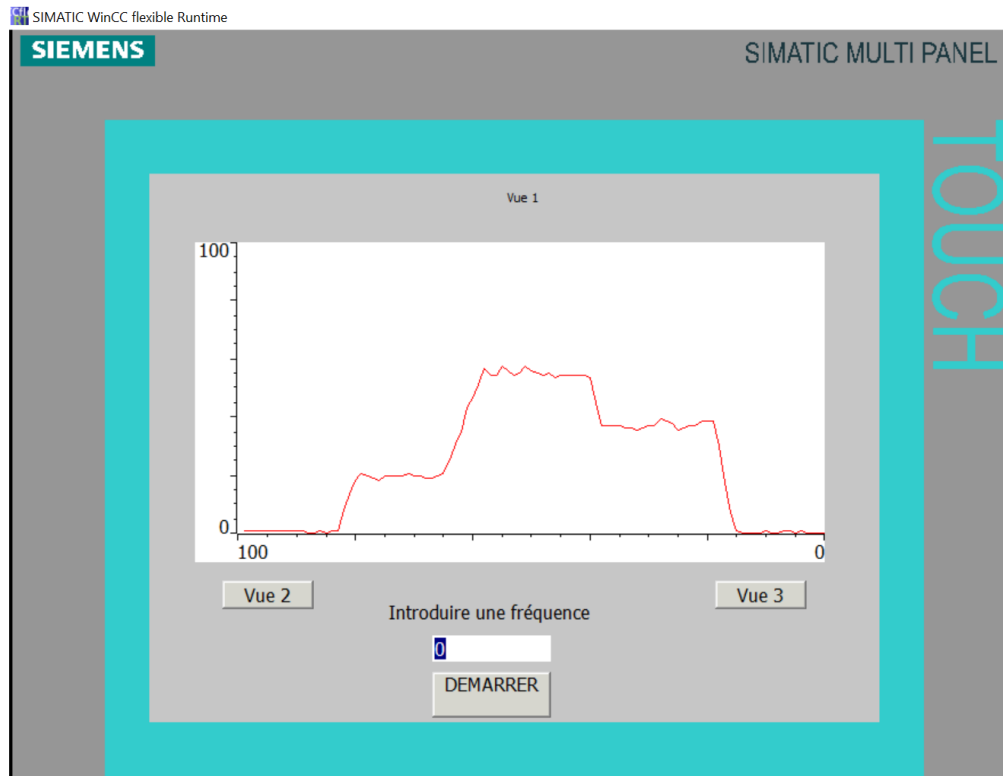 SIMATIC WinCC flexible Runtime
SIEMENS
SIMATIC MULTI PANEL
TOUCH
Vue 1
100
0
100
0
Vue 2
Vue 3
Introduire une fréquence
0
DEMARRER